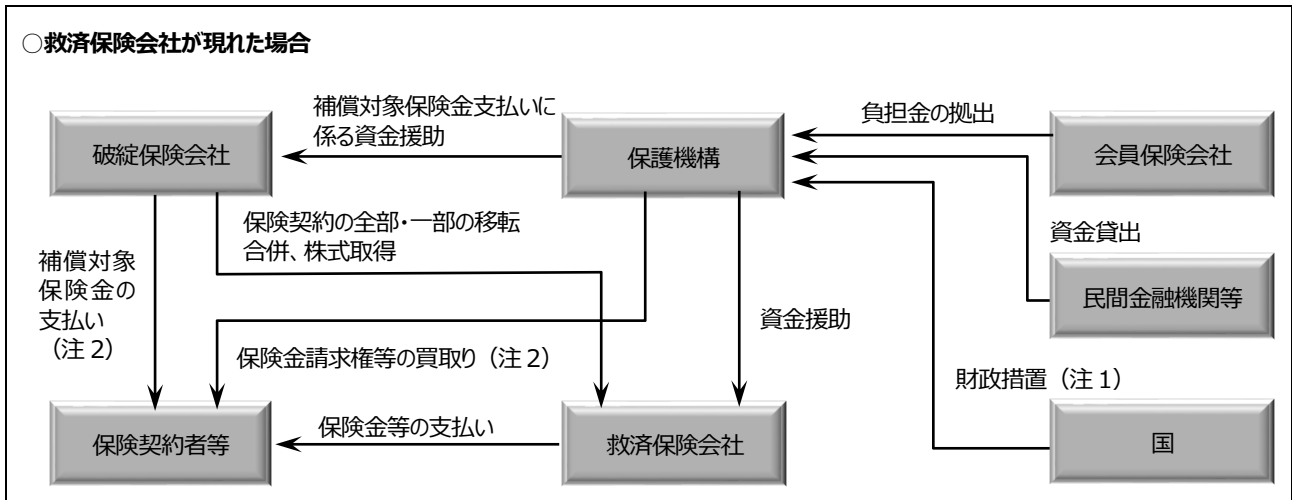 ○救済保険会社が現れた場合
補償対象保険金支払いに
係る資金援助
負担金の拠出
破綻保険会社
保護機構
会員保険会社
保険契約の全部・一部の移転
合併、株式取得
資金貸出
補償対象
保険金の
支払い
（注2）
民間金融機関等
資金援助
保険金請求権等の買取り（注2）
財政措置（注1）
保険金等の支払い
保険契約者等
救済保険会社
国